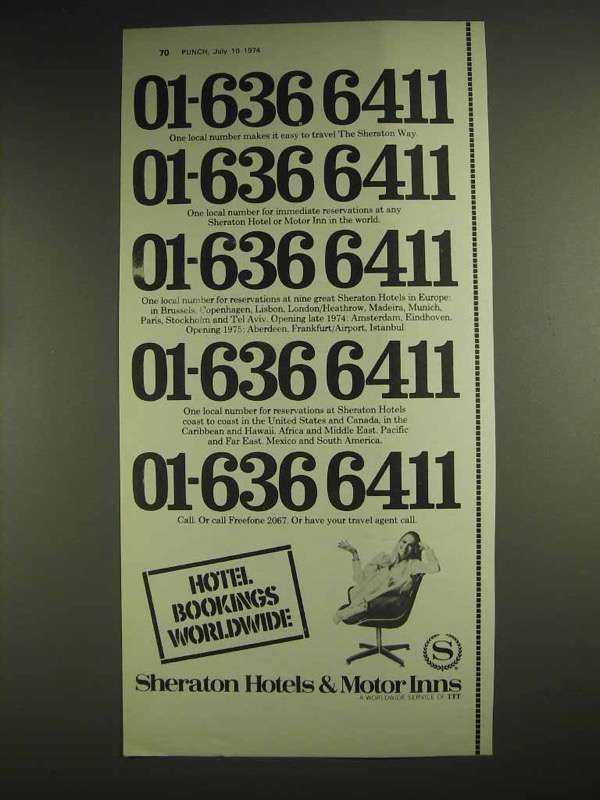 70 PUNCH, July 10 1974
01-636 6411
One local number makes it easy to travel The Sheraton Way.
01-636 6411
One local number for immediate reservations at any
Sheraton Hotel or Motor Inn in the world.
01-636 6411
One local number for reservations at nine great Sheraton Hotels in Europe:
in Brussels, Copenhagen, Lisbon, London/Heathrow, Madeira, Munich,
Paris, Stockholm and Tel Aviv. Opening late 1974: Amsterdam, Eindhoven.
Opening 1975: Aberdeen, Frankfurt/Airport, Istanbul
01-636 6411
One local number for reservations at Sheraton Hotels
coast to coast in the United States and Canada, in the
Caribbean and Hawaii. Africa and Middle East. Pacific
and Far East. Mexico and South America.
01-636 6411
Call. Or call Freefone 2067. Or have your travel agent call.
HOTEL
BOOKINGS
WORLDWIDE
S
Sheraton Hotels & Motor Inns
A WORLDWIDE SERVICE OF ITT